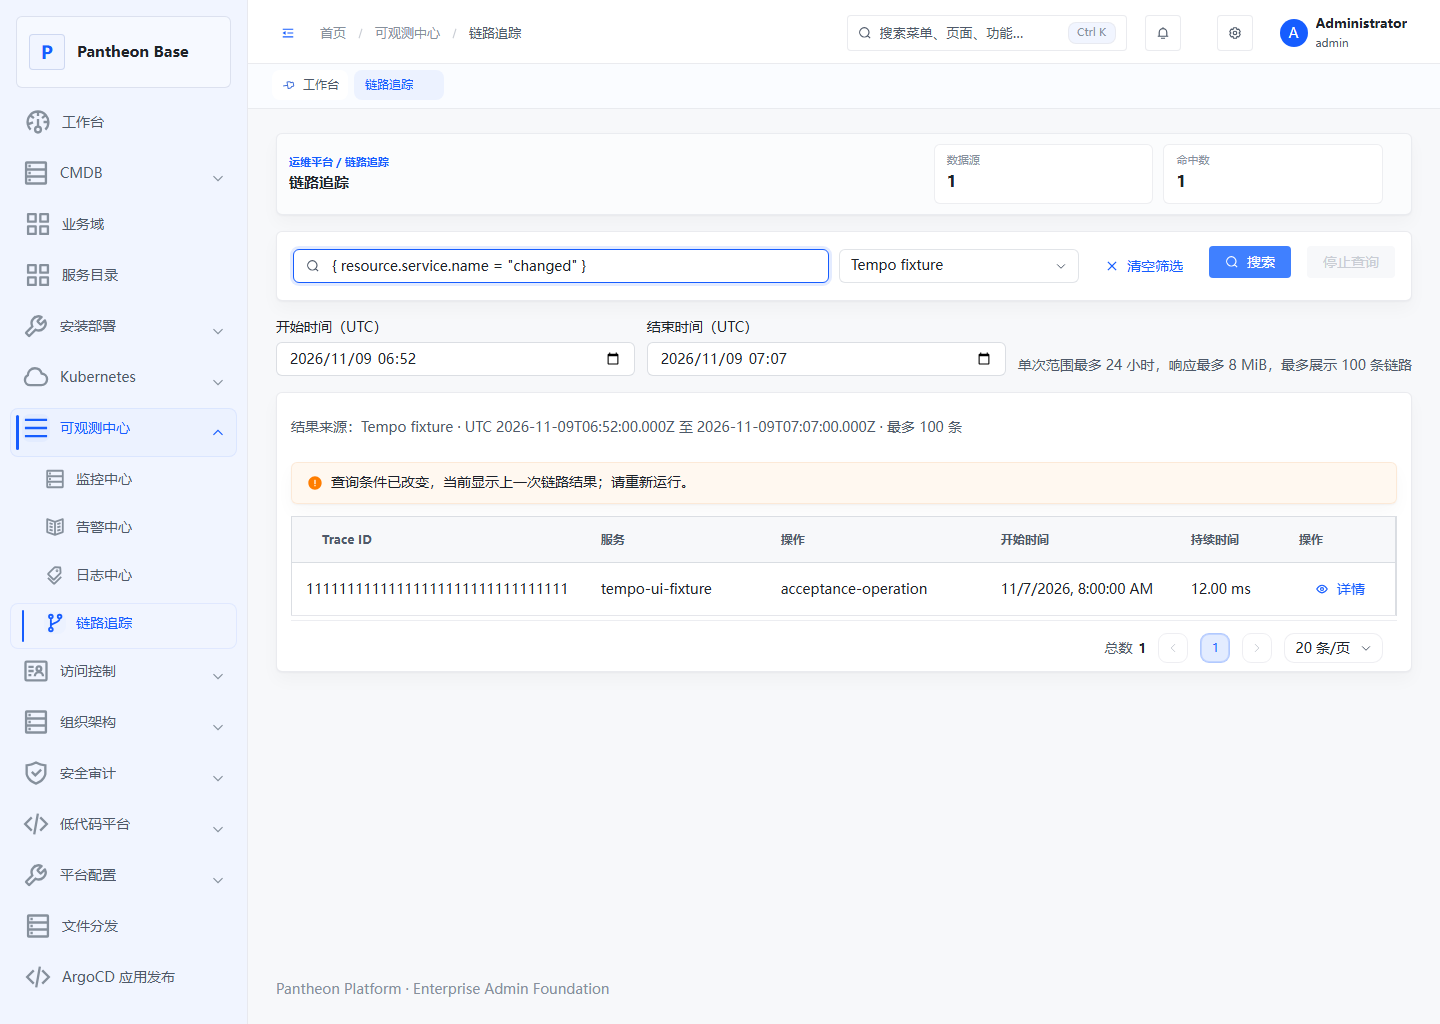 P
Pantheon Base
工作台
CMDB
业务域
服务目录
安装部署
Kubernetes
可观测中心
监控中心
告警中心
日志中心
链路追踪
访问控制
组织架构
安全审计
低代码平台
平台配置
文件分发
ArgoCD 应用发布
首页 / 可观测中心 / 链路追踪
搜索菜单、页面、功能... Ctrl K
A
Administrator
admin
工作台
链路追踪
运维平台 / 链路追踪
链路追踪
数据源
1
命中数
1
{ resource.service.name = "changed" }
Tempo fixture
清空筛选
搜索
停止查询
开始时间（UTC）
2026/11/09 06:52
结束时间（UTC）
2026/11/09 07:07
单次范围最多 24 小时，响应最多 8 MiB，最多展示 100 条链路
结果来源：Tempo fixture · UTC 2026-11-09T06:52:00.000Z 至 2026-11-09T07:07:00.000Z · 最多 100 条
查询条件已改变，当前显示上一次链路结果；请重新运行。
Trace ID 服务 操作 开始时间 持续时间 操作
11111111111111111111111111111111 tempo-ui-fixture acceptance-operation 11/7/2026, 8:00:00 AM 12.00 ms 详情
总数 1 1 20 条/页
Pantheon Platform · Enterprise Admin Foundation